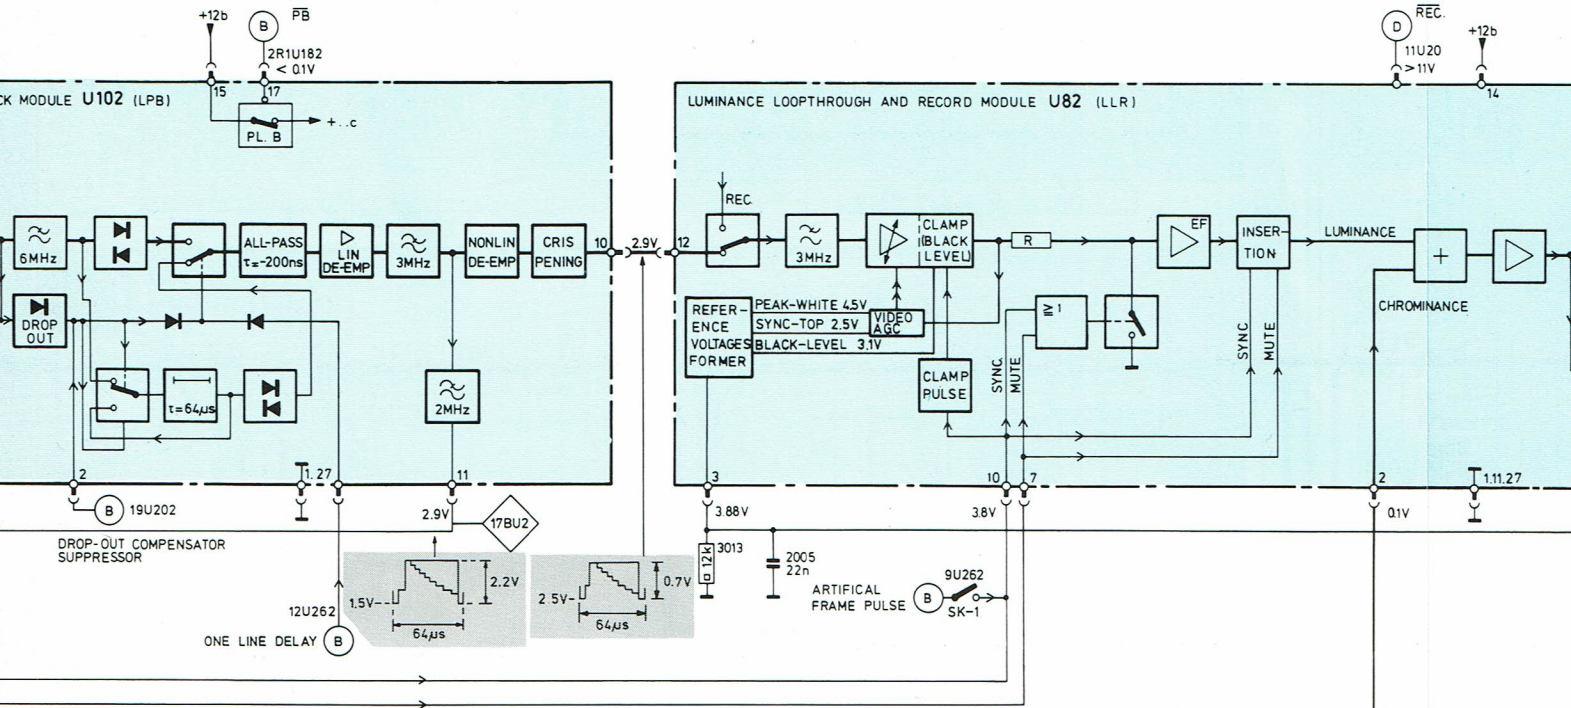 +12b
B
PB
2R1U182
< 0.1V
15
17
PL. B
+..c
CK MODULE U102 (LPB)
6MHz
ALL-PASS
τ=-200ns
LIN
DE-EMP
3MHz
NONLIN
DE-EMP
CRIS
PENING
10
2.9V
12
DROP
OUT
τ=64µs
2MHz
2
1. 27
11
B
19U202
2.9V
17BU2
DROP-OUT COMPENSATOR
SUPPRESSOR
1.5V
2.2V
64µs
2.5V
0.7V
64µs
12U262
ONE LINE DELAY
B
D
REC.
11U20
>11V
+12b
14
LUMINANCE LOOPTHROUGH AND RECORD MODULE U82 (LLR)
REC.
3MHz
CLAMP
(BLACK
LEVEL)
R
EF
INSER-
TION
LUMINANCE
+
CHROMINANCE
REFER-
ENCE
VOLTAGES
FORMER
PEAK-WHITE 4.5V
SYNC-TOP 2.5V
BLACK-LEVEL 3.1V
VIDEO
AGC
≧1
CLAMP
PULSE
SYNC
MUTE
SYNC
MUTE
3
10
7
2
1.11.27
3.88V
3.8V
0.1V
12k
3013
2005
22n
ARTIFICAL
FRAME PULSE
B
9U262
SK-1